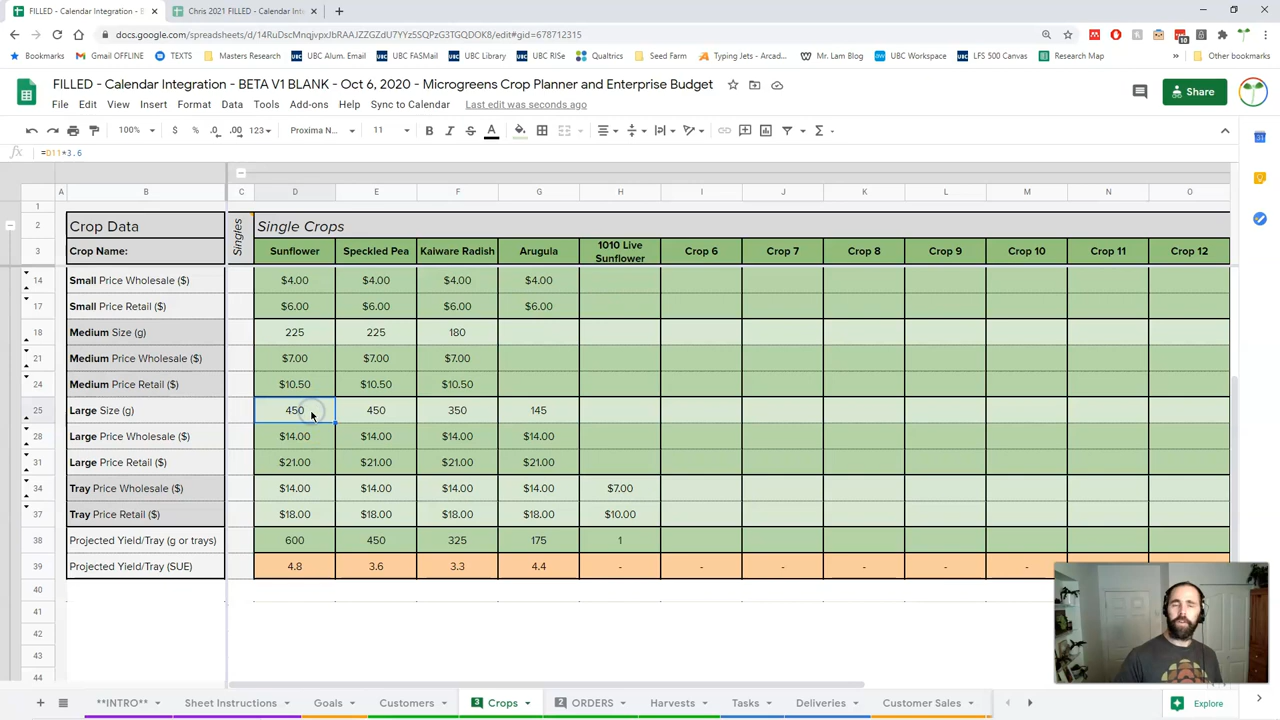 FILLED - Calendar Integration - B
Chris 2021 FILLED - Calendar Int
docs.google.com/spreadsheets/d/14RuDscMnqjvpxJbRAAJZZGZdU7YYz5SQPzG3TGQDOK8/edit#gid=678712315
Bookmarks Gmail OFFLINE TEXTS Masters Research UBC Alum. Email UBC FASMail UBC Library UBC RISe Qualtrics Seed Farm Typing Jets - Arcad... Mr. Lam Blog UBC Workspace LFS 500 Canvas Research Map Other bookmarks
FILLED - Calendar Integration - BETA V1 BLANK - Oct 6, 2020 - Microgreens Crop Planner and Enterprise Budget
Share
File Edit View Insert Format Data Tools Add-ons Help Sync to Calendar Last edit was seconds ago
100% $ % .0 .00 123 Proxima N... 11 B I S A
fx =D11*3.6
A B C D E F G H I J K L M N O
1
2 Crop Data Singles Single Crops
3 Crop Name: Sunflower Speckled Pea Kaiware Radish Arugula 1010 Live Sunflower Crop 6 Crop 7 Crop 8 Crop 9 Crop 10 Crop 11 Crop 12
14 Small Price Wholesale ($) $4.00 $4.00 $4.00 $4.00
17 Small Price Retail ($) $6.00 $6.00 $6.00 $6.00
18 Medium Size (g) 225 225 180
21 Medium Price Wholesale ($) $7.00 $7.00 $7.00
24 Medium Price Retail ($) $10.50 $10.50 $10.50
25 Large Size (g) 450 450 350 145
28 Large Price Wholesale ($) $14.00 $14.00 $14.00 $14.00
31 Large Price Retail ($) $21.00 $21.00 $21.00 $21.00
34 Tray Price Wholesale ($) $14.00 $14.00 $14.00 $14.00 $7.00
37 Tray Price Retail ($) $18.00 $18.00 $18.00 $18.00 $10.00
38 Projected Yield/Tray (g or trays) 600 450 325 175 1
39 Projected Yield/Tray (SUE) 4.8 3.6 3.3 4.4 - - - - - -
40
41
42
43
44
**INTRO** Sheet Instructions Goals Customers 3 Crops 2 ORDERS Harvests Tasks Deliveries Customer Sales Explore